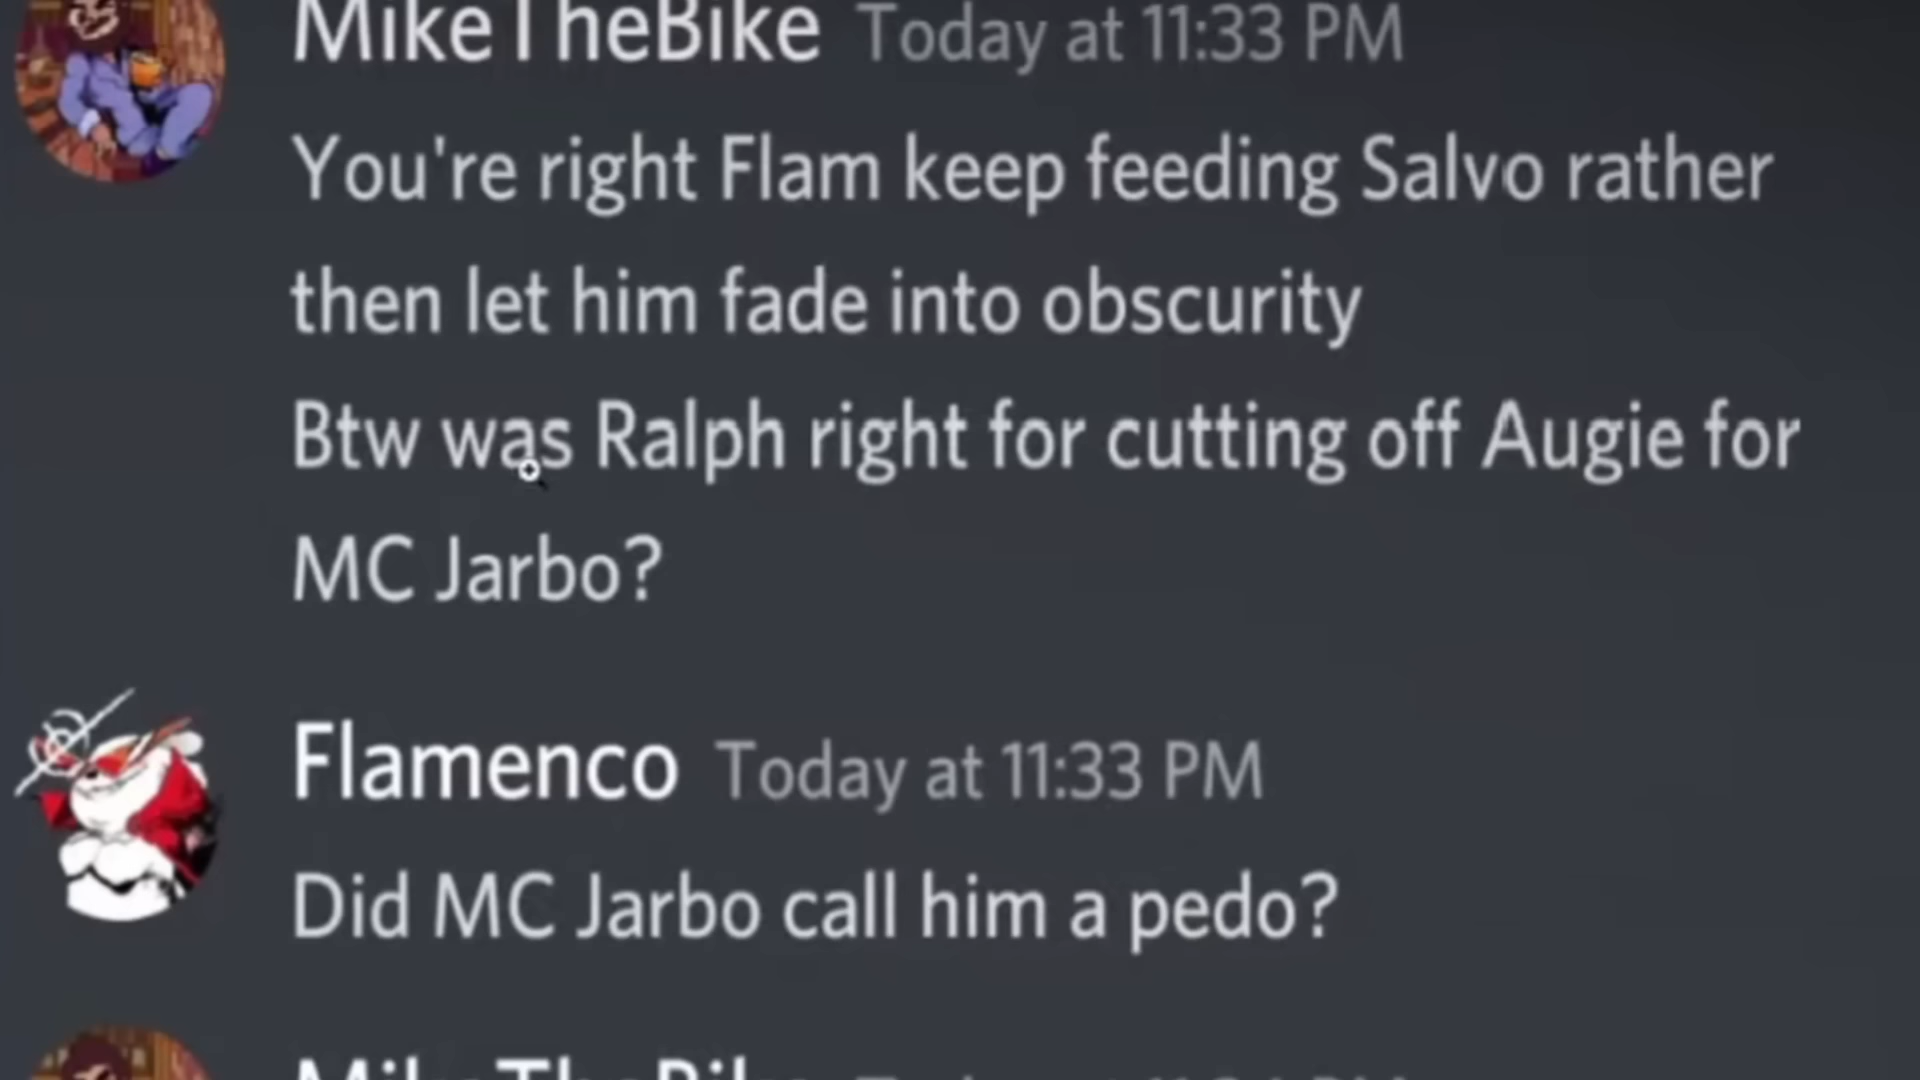 MikeTheBike Today at 11:33 PM
You're right Flam keep feeding Salvo rather
then let him fade into obscurity
Btw was Ralph right for cutting off Augie for
MC Jarbo?
Flamenco Today at 11:33 PM
Did MC Jarbo call him a pedo?
MikeTheBike